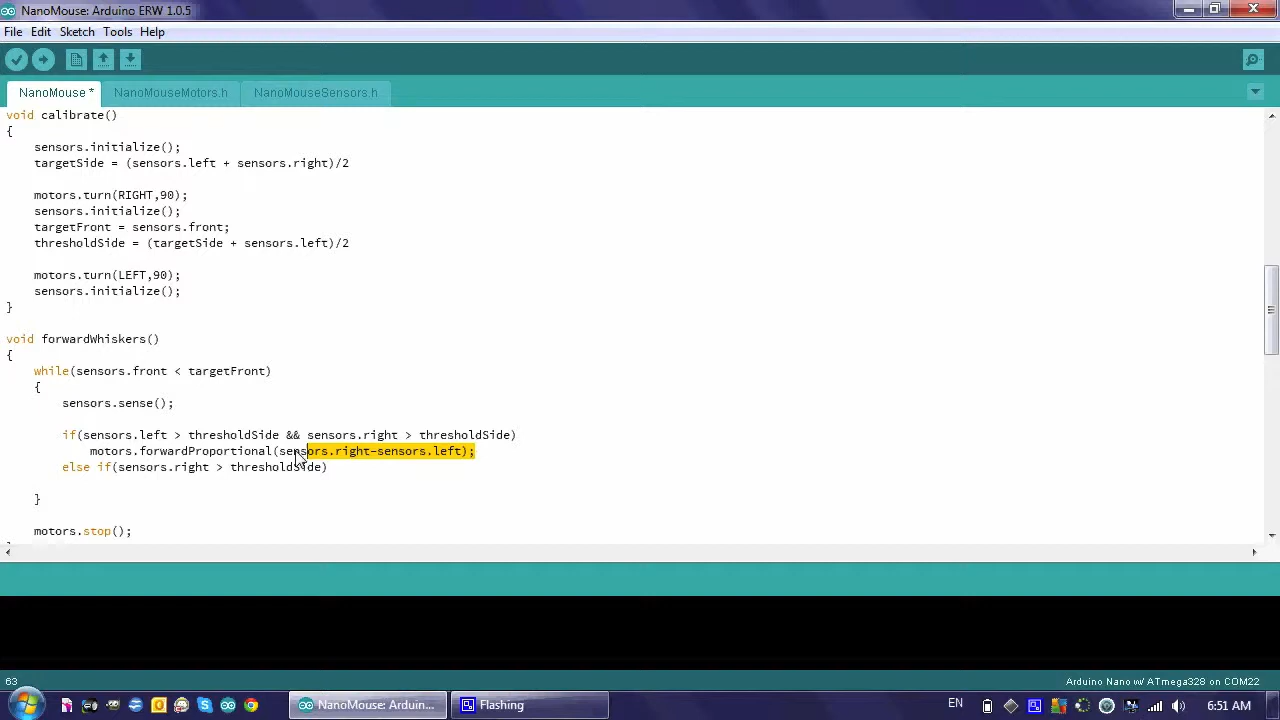 NanoMouse: Arduino ERW 1.0.5
File Edit Sketch Tools Help
NanoMouse * NanoMouseMotors.h NanoMouseSensors.h
void calibrate()
{
sensors.initialize();
targetSide = (sensors.left + sensors.right)/2
motors.turn(RIGHT,90);
sensors.initialize();
targetFront = sensors.front;
thresholdSide = (targetSide + sensors.left)/2
motors.turn(LEFT,90);
sensors.initialize();
}
void forwardWhiskers()
{
while(sensors.front < targetFront)
{
sensors.sense();
if(sensors.left > thresholdSide && sensors.right > thresholdSide)
motors.forwardProportional(sensors.right-sensors.left);
else if(sensors.right > thresholdSide)
}
motors.stop();
63 Arduino Nano w/ ATmega328 on COM22
NanoMouse: Arduin... Flashing EN 6:51 AM